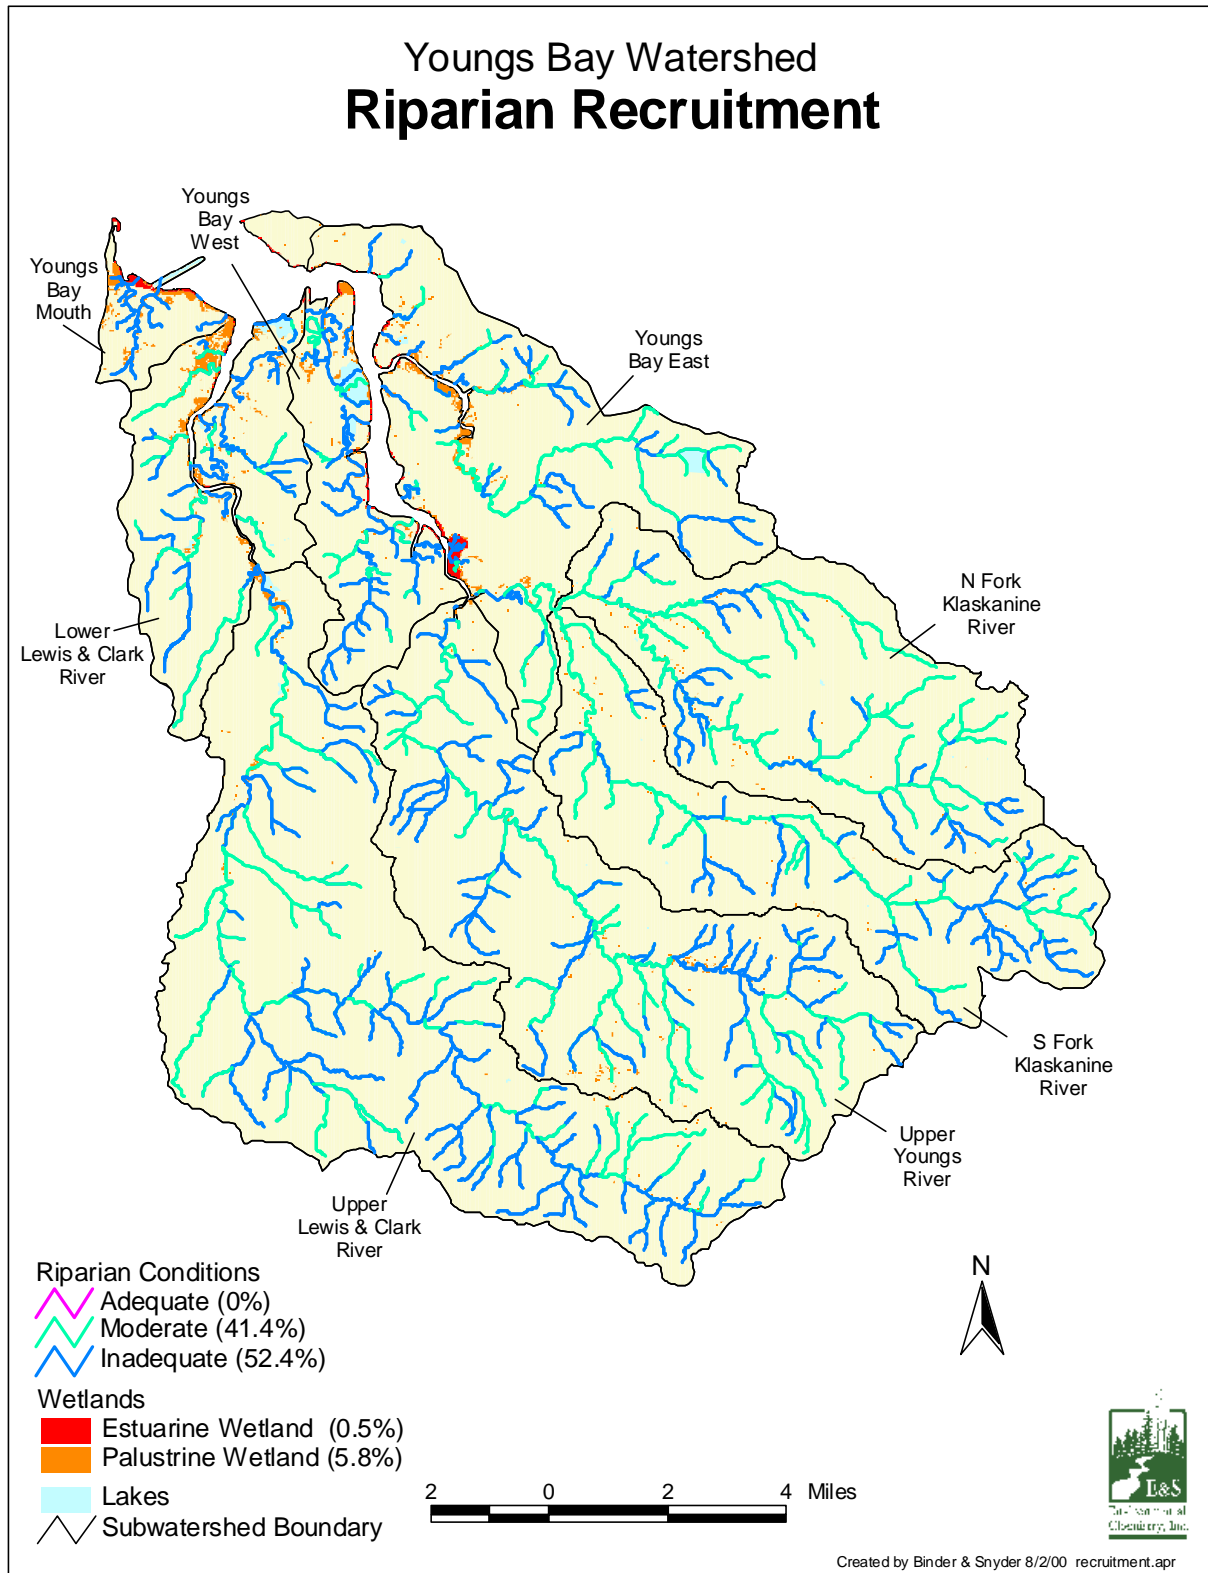 Youngs Bay Watershed
Riparian Recruitment
Youngs
Bay
West
Youngs
Bay
Mouth
Youngs
Bay East
N Fork
Klaskanine
River
Lower
Lewis & Clark
River
S Fork
Klaskanine
River
Upper
Youngs
River
Upper
Lewis & Clark
River
Riparian Conditions
Adequate (0%)
Moderate (41.4%)
Inadequate (52.4%)
Wetlands
Estuarine Wetland (0.5%)
Palustrine Wetland (5.8%)
Lakes
Subwatershed Boundary
N
2 0 2 4 Miles
E&S
Environmental
Chemistry, Inc.
Created by Binder & Snyder 8/2/00 recruitment.apr